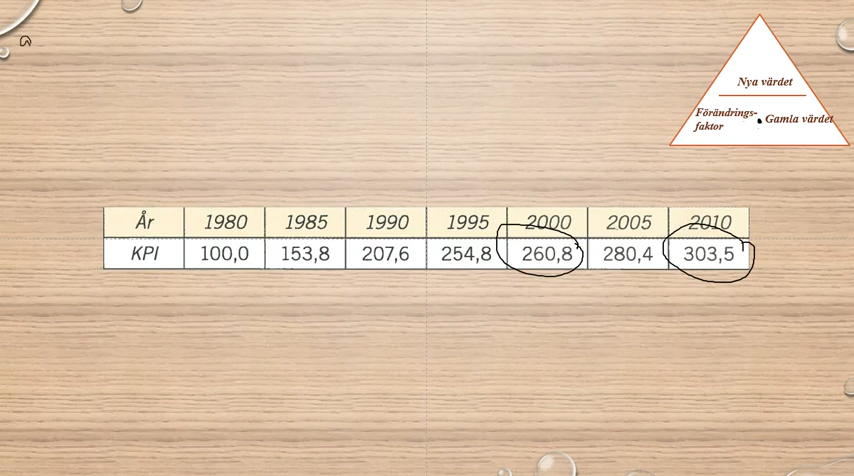 Nya värdet
Förändrings-
faktor
Gamla värdet
År 1980 1985 1990 1995 2000 2005 2010
KPI 100,0 153,8 207,6 254,8 260,8 280,4 303,5